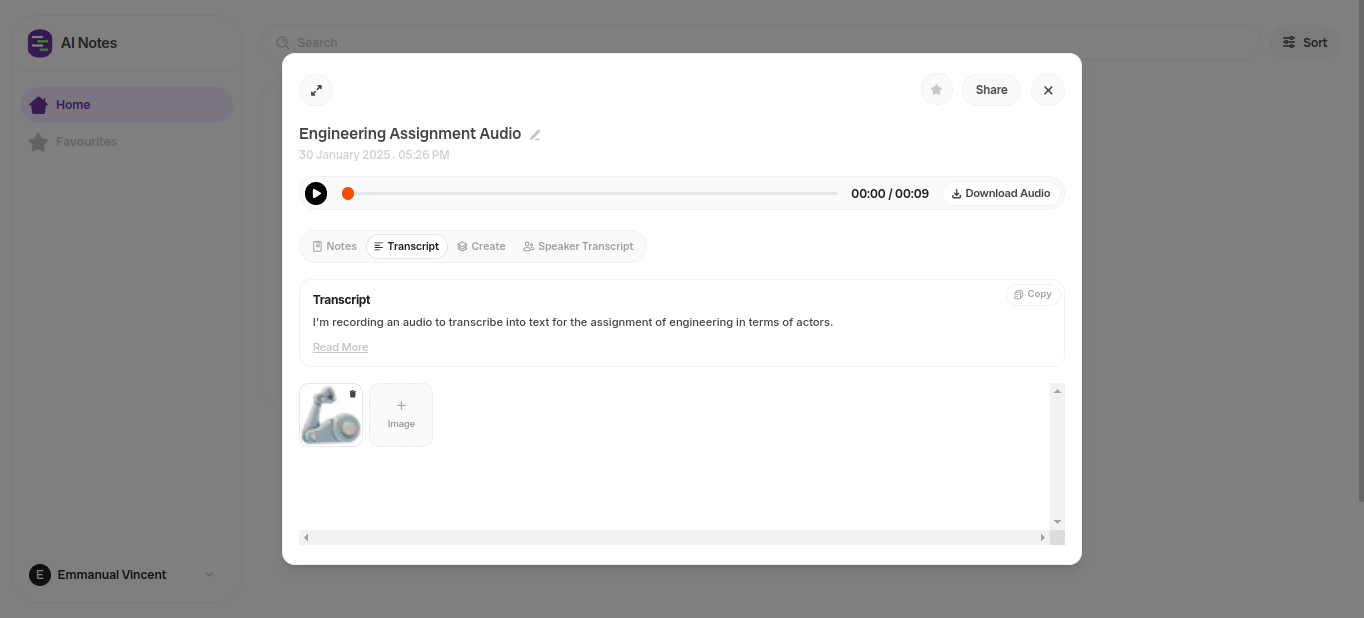 AI Notes
Search
Sort
Home
Favourites
Share
Engineering Assignment Audio
30 January 2025 . 05:26 PM
00:00 / 00:09
Download Audio
Notes
Transcript
Create
Speaker Transcript
Transcript
Copy
I'm recording an audio to transcribe into text for the assignment of engineering in terms of actors.
Read More
+
Image
E
Emmanual Vincent